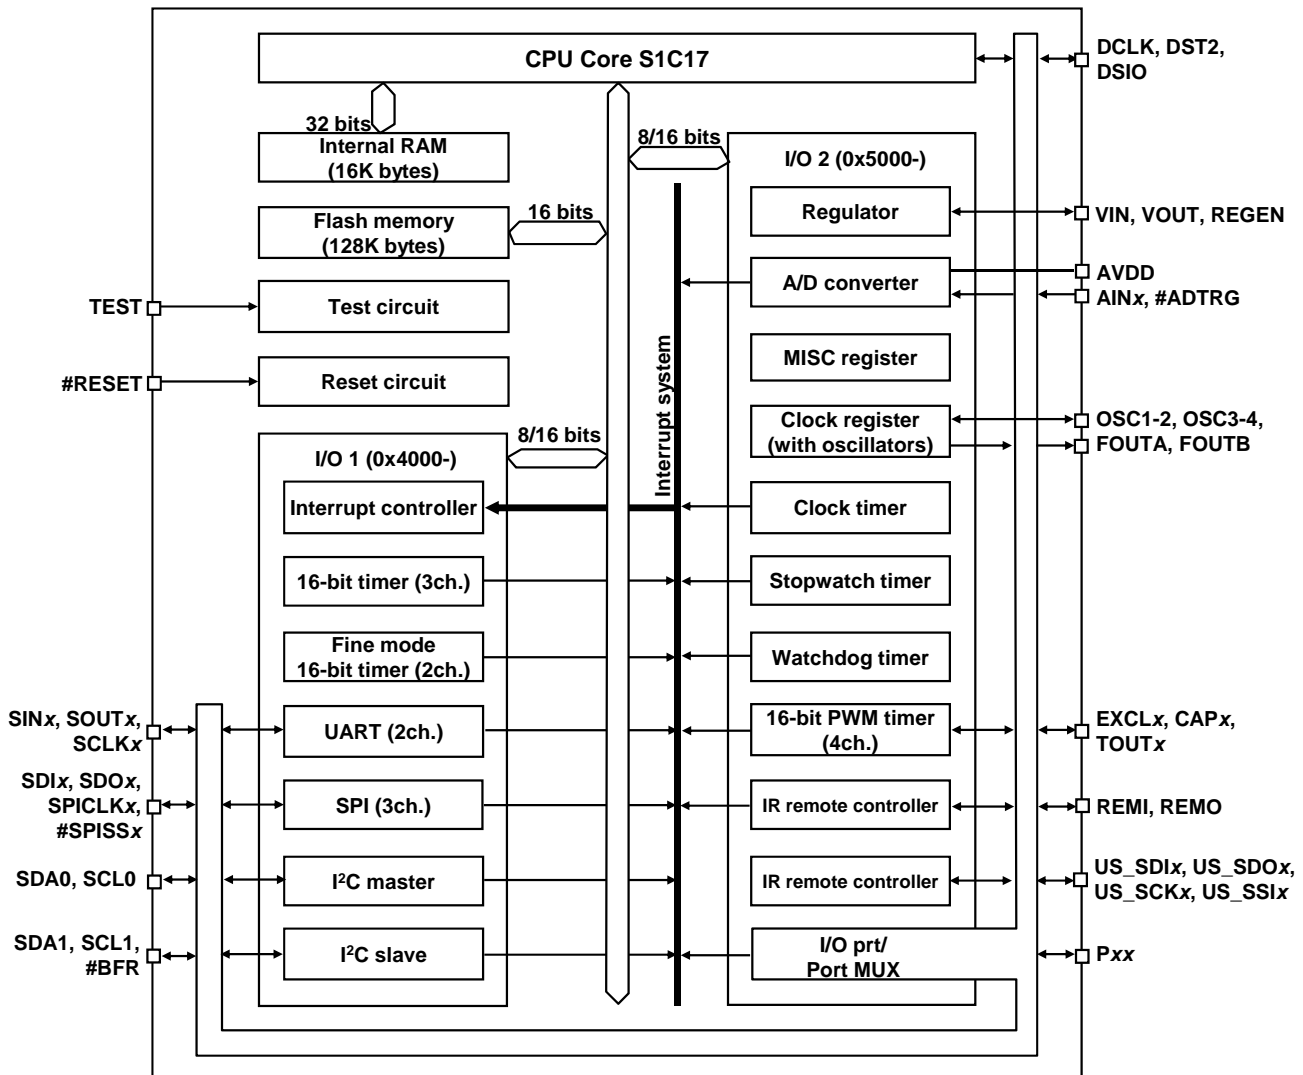 CPU Core S1C17
DCLK, DST2,
DSIO
32 bits
Internal RAM
(16K bytes)
8/16 bits
I/O 2 (0x5000-)
Flash memory
(128K bytes)
16 bits
Regulator
VIN, VOUT, REGEN
A/D converter
AVDD
AINx, #ADTRG
TEST
Test circuit
MISC register
#RESET
Reset circuit
Interrupt system
Clock register
(with oscillators)
OSC1-2, OSC3-4,
FOUTA, FOUTB
8/16 bits
I/O 1 (0x4000-)
Interrupt controller
Clock timer
16-bit timer (3ch.)
Stopwatch timer
Fine mode
16-bit timer (2ch.)
Watchdog timer
SINx, SOUTx,
SCLKx
UART (2ch.)
16-bit PWM timer
(4ch.)
EXCLx, CAPx,
TOUTx
SDIx, SDOx,
SPICLKx,
#SPISSx
SPI (3ch.)
IR remote controller
REMI, REMO
SDA0, SCL0
I²C master
IR remote controller
US_SDIx, US_SDOx,
US_SCKx, US_SSIx
SDA1, SCL1,
#BFR
I²C slave
I/O prt/
Port MUX
Pxx